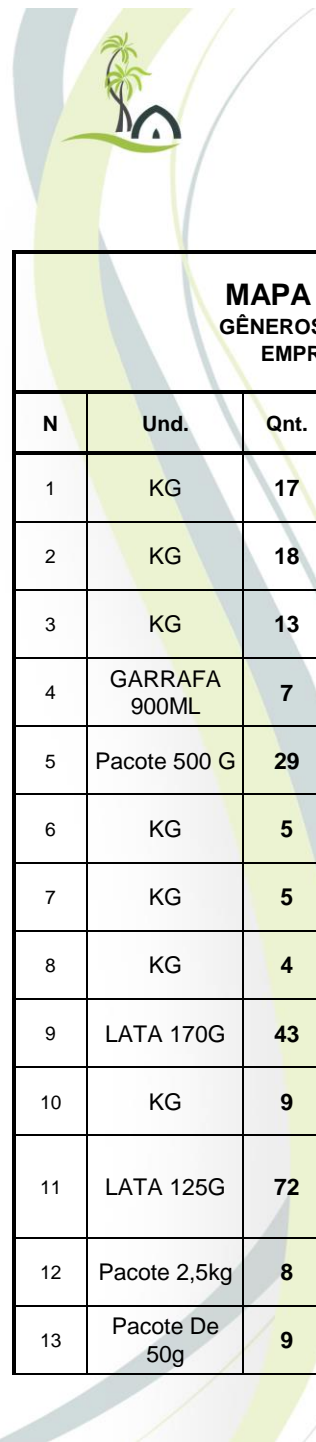 MAPA
GÊNEROS
EMPR
N Und. Qnt.
1 KG 17
2 KG 18
3 KG 13
4 GARRAFA 900ML 7
5 Pacote 500 G 29
6 KG 5
7 KG 5
8 KG 4
9 LATA 170G 43
10 KG 9
11 LATA 125G 72
12 Pacote 2,5kg 8
13 Pacote De 50g 9